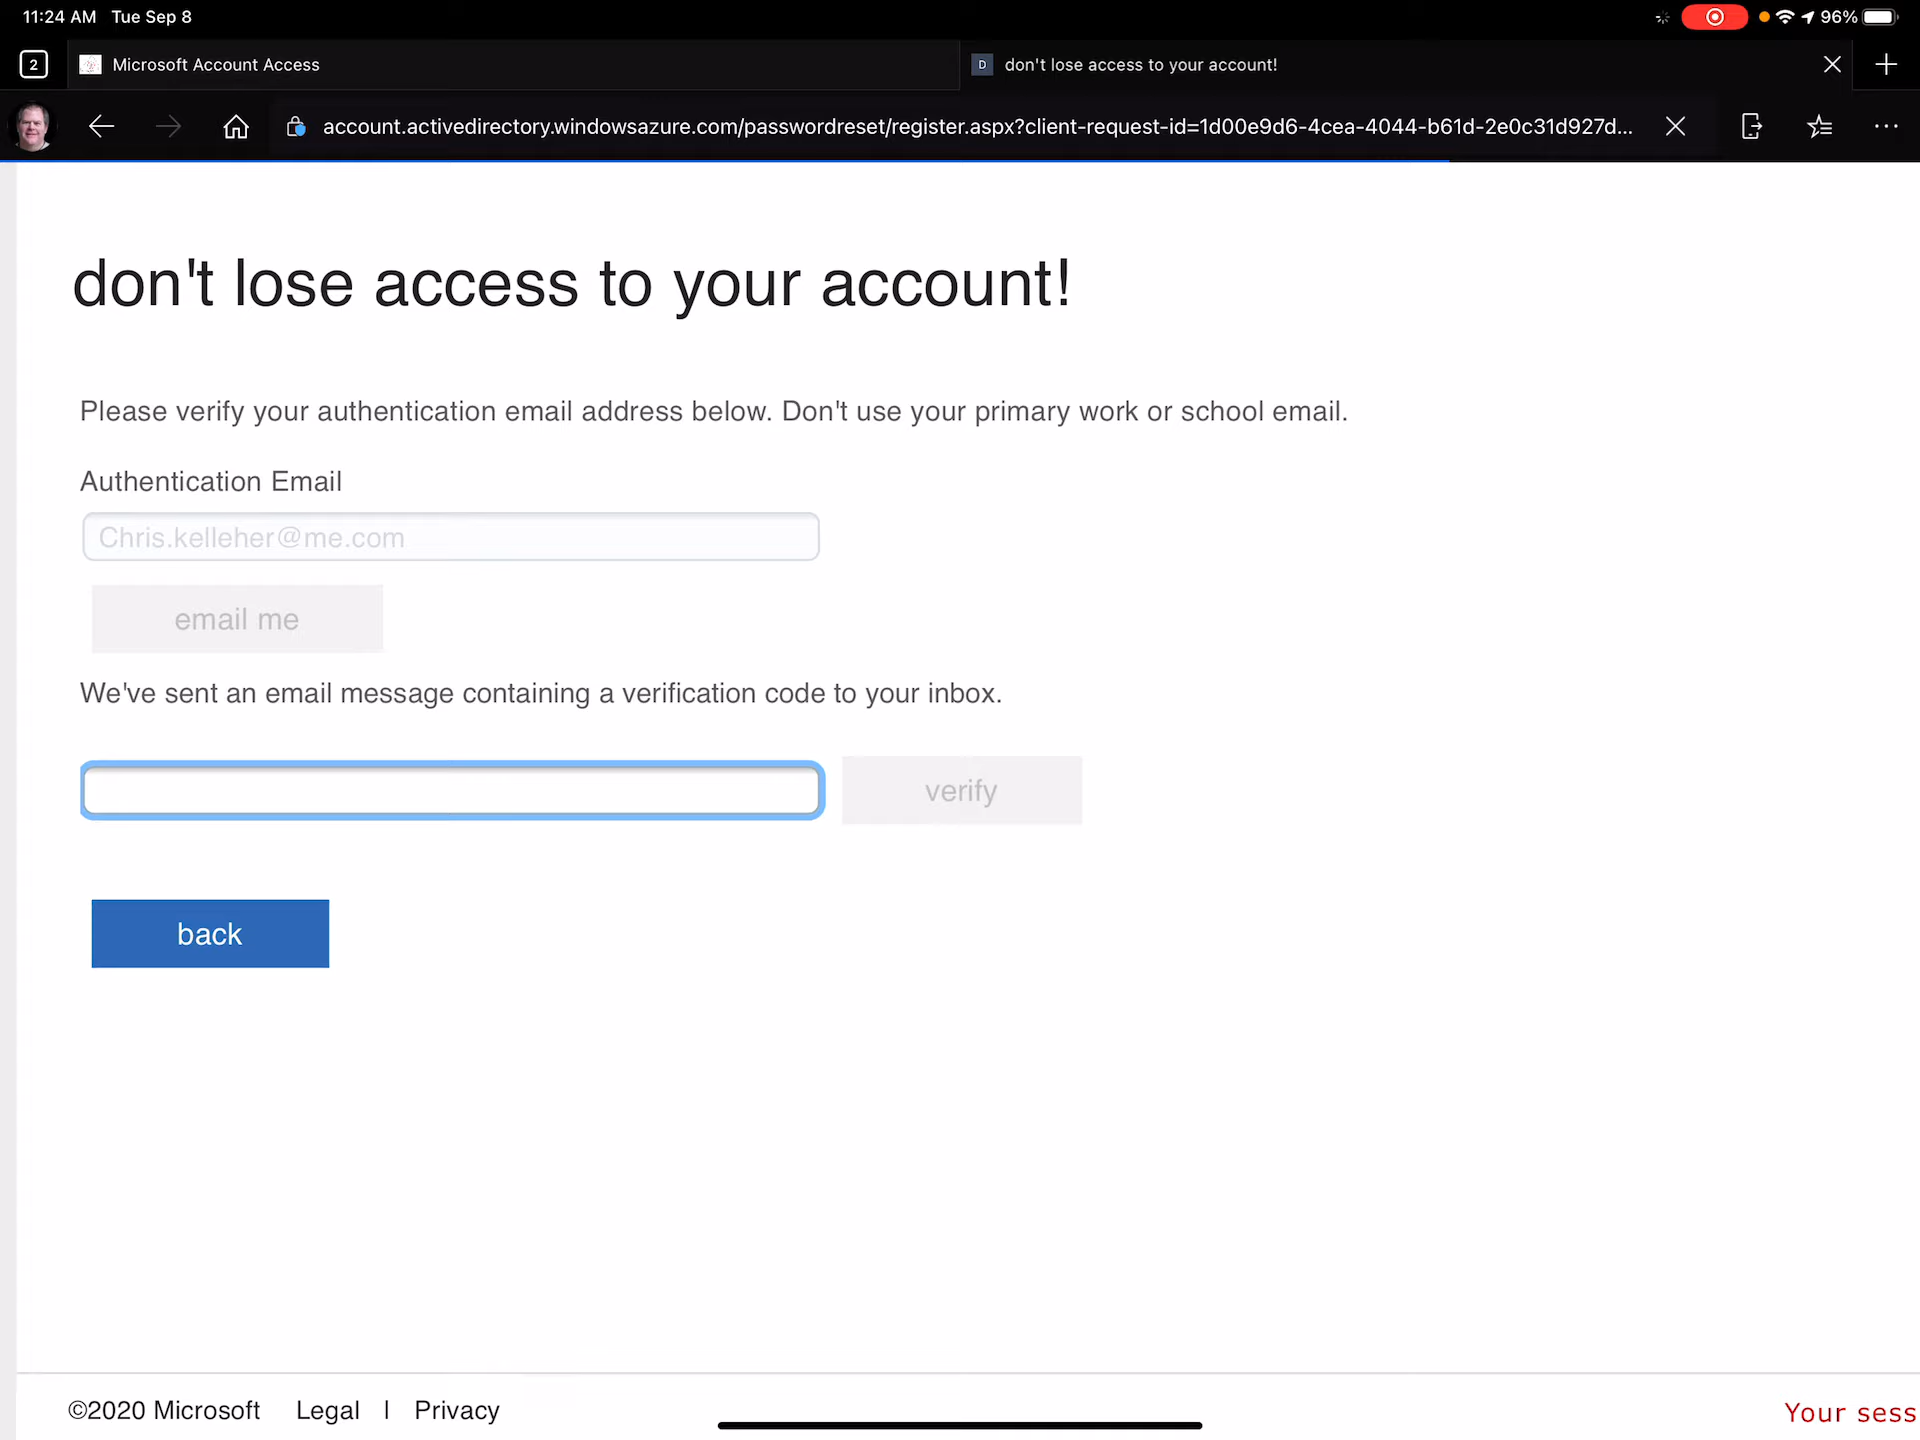 11:24 AM Tue Sep 8
96%
2
Microsoft Account Access
D
don't lose access to your account!
account.activedirectory.windowsazure.com/passwordreset/register.aspx?client-request-id=1d00e9d6-4cea-4044-b61d-2e0c31d927d...
don't lose access to your account!
Please verify your authentication email address below. Don't use your primary work or school email.
Authentication Email
Chris.kelleher@me.com
email me
We've sent an email message containing a verification code to your inbox.
verify
back
©2020 Microsoft Legal | Privacy
Your sess